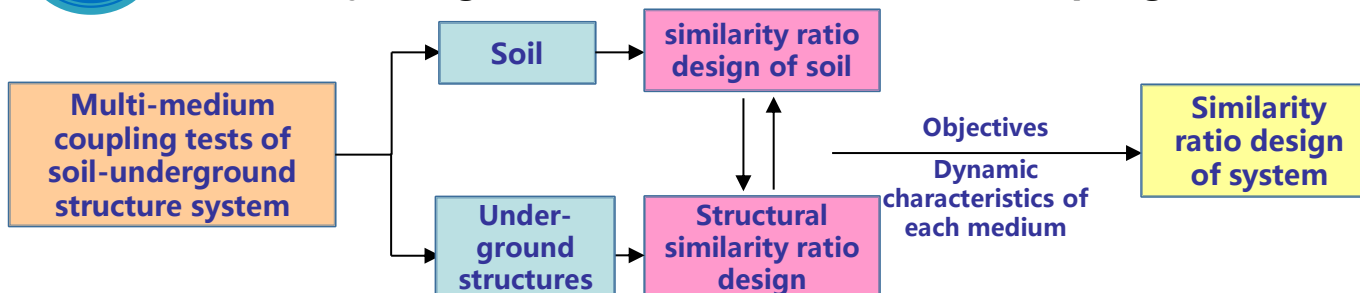 Multi-medium
coupling tests of
soil-underground
structure system
Soil
similarity ratio
design of soil
Under-
ground
structures
Structural
similarity ratio
design
Objectives
Dynamic
characteristics of
each medium
Similarity
ratio design
of system